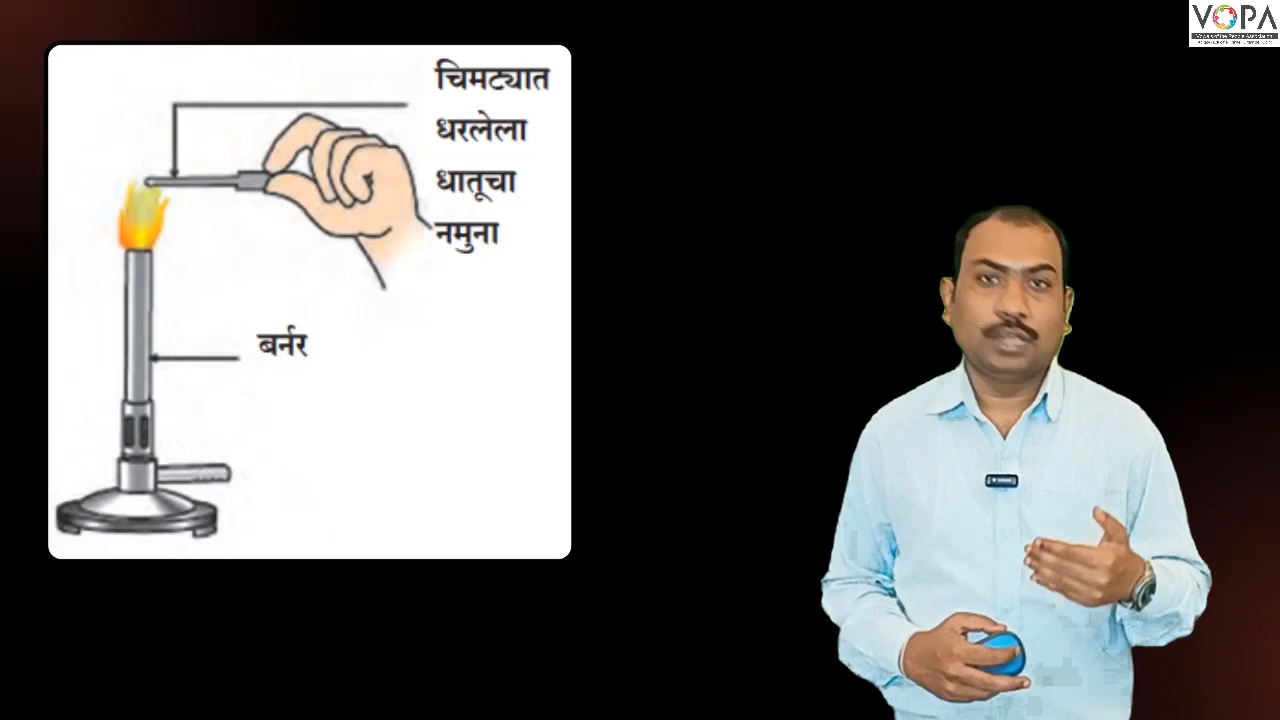 VOPA
चिमट्यात
धरलेला
धातूचा
नमुना
बर्नर